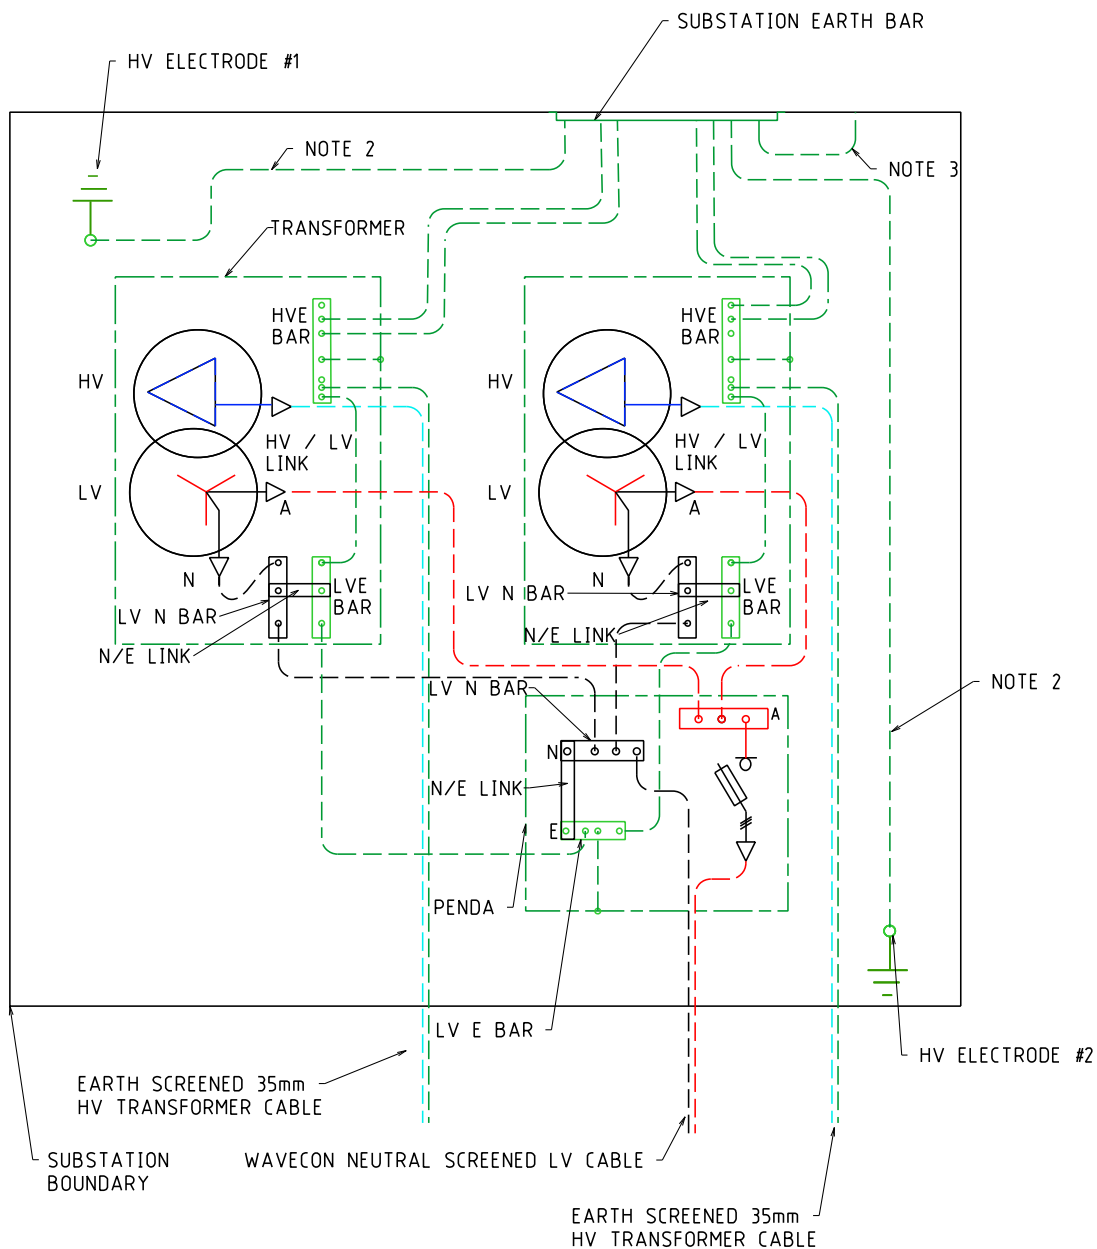 SUBSTATION EARTH BAR
HV ELECTRODE #1
NOTE 2
NOTE 3
TRANSFORMER
HVE
BAR
HVE
BAR
HV
HV
HV / LV
LINK
HV / LV
LINK
LV
LV
A
A
N
N
LVE
BAR
LV N BAR
LVE
BAR
LV N BAR
N/E LINK
N/E LINK
LV N BAR
NOTE 2
A
N
N/E LINK
E
PENDA
LV E BAR
HV ELECTRODE #2
EARTH SCREENED 35mm
HV TRANSFORMER CABLE
SUBSTATION
BOUNDARY
WAVECON NEUTRAL SCREENED LV CABLE
EARTH SCREENED 35mm
HV TRANSFORMER CABLE